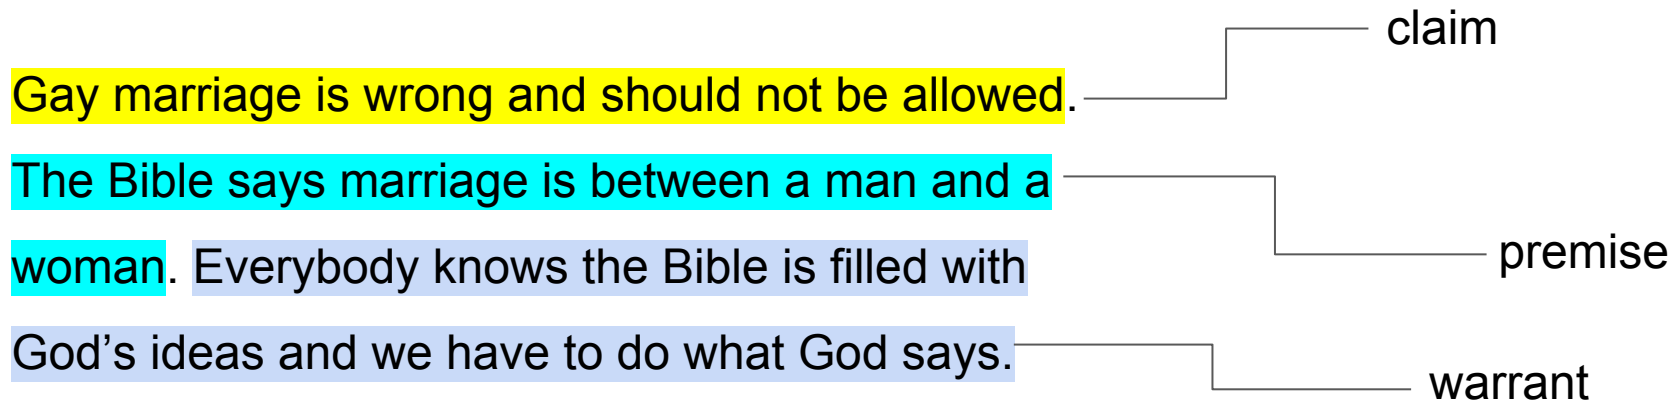 claim
Gay marriage is wrong and should not be allowed.
The Bible says marriage is between a man and a
woman. Everybody knows the Bible is filled with
God’s ideas and we have to do what God says.
premise
warrant